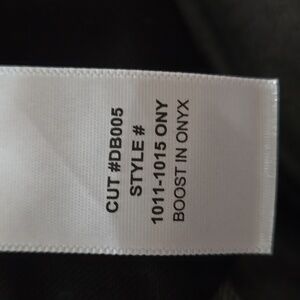 CUT #DB005
STYLE #
1011-1015 ONY
BOOST IN ONYX